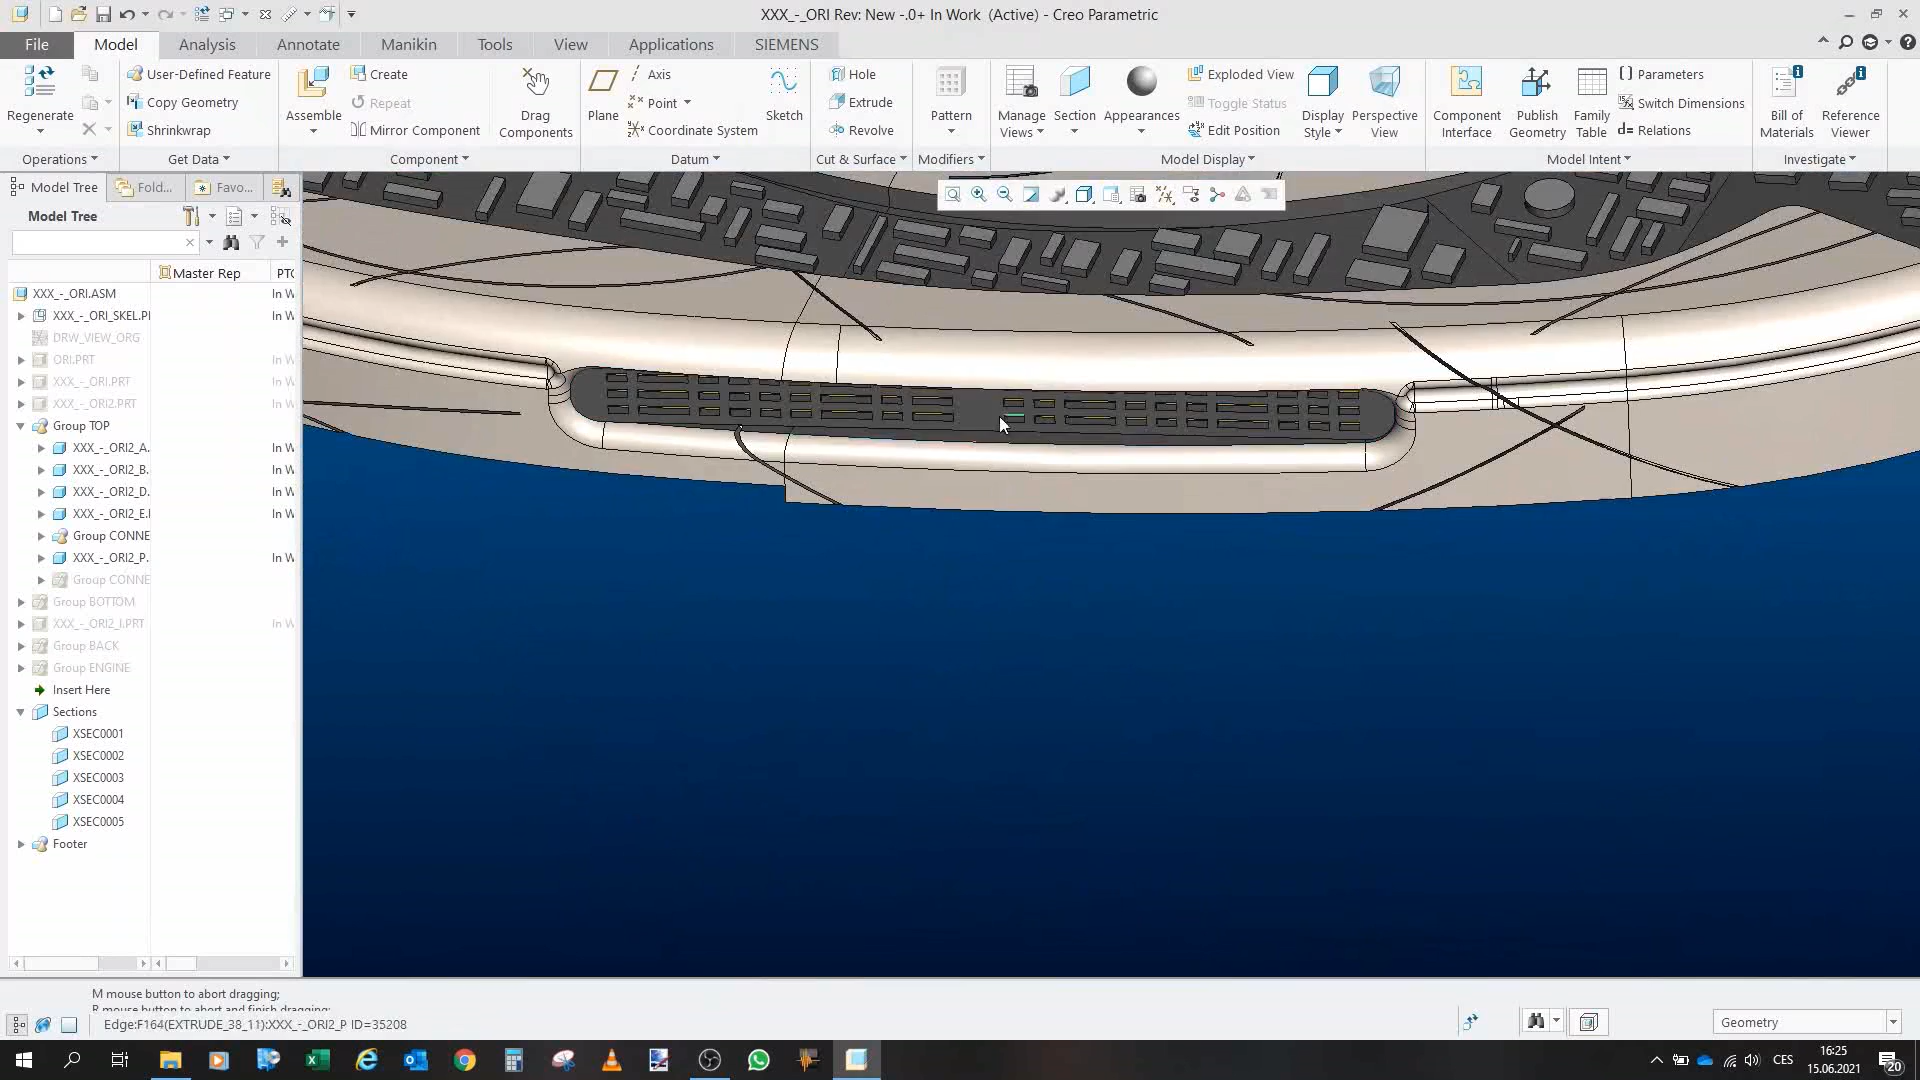 XXX_-_ORI Rev: New -.0+ In Work  (Active) - Creo Parametric
File Model Analysis Annotate Manikin Tools View Applications SIEMENS
Regenerate
Operations
User-Defined Feature
Copy Geometry
Shrinkwrap
Get Data
Assemble
Create
Repeat
Mirror Component
Drag
Components
Component
Plane
Axis
Point
Coordinate System
Sketch
Datum
Hole
Extrude
Revolve
Cut & Surface
Pattern
Modifiers
Manage
Views
Section
Appearances
Exploded View
Toggle Status
Edit Position
Display
Style
Perspective
View
Model Display
Component
Interface
Publish
Geometry
Family
Table
Parameters
Switch Dimensions
Relations
Model Intent
Bill of
Materials
Reference
Viewer
Investigate
Model Tree Fold... Favo...
Model Tree
Master Rep PTC
XXX_-_ORI.ASM In W
XXX_-_ORI_SKEL.P In W
DRW_VIEW_ORG
ORI.PRT In W
XXX_-_ORI.PRT In W
XXX_-_ORI2.PRT In W
Group TOP
XXX_-_ORI2_A. In W
XXX_-_ORI2_B. In W
XXX_-_ORI2_D. In W
XXX_-_ORI2_E. In W
Group CONNE
XXX_-_ORI2_P. In W
Group CONNE
Group BOTTOM
XXX_-_ORI2_I.PRT In W
Group BACK
Group ENGINE
Insert Here
Sections
XSEC0001
XSEC0002
XSEC0003
XSEC0004
XSEC0005
Footer
M mouse button to abort dragging;
R mouse button to abort and finish dragging;
Edge:F164(EXTRUDE_38_11):XXX_-_ORI2_P ID=35208
Geometry
CES
16:25
15.06.2021
20